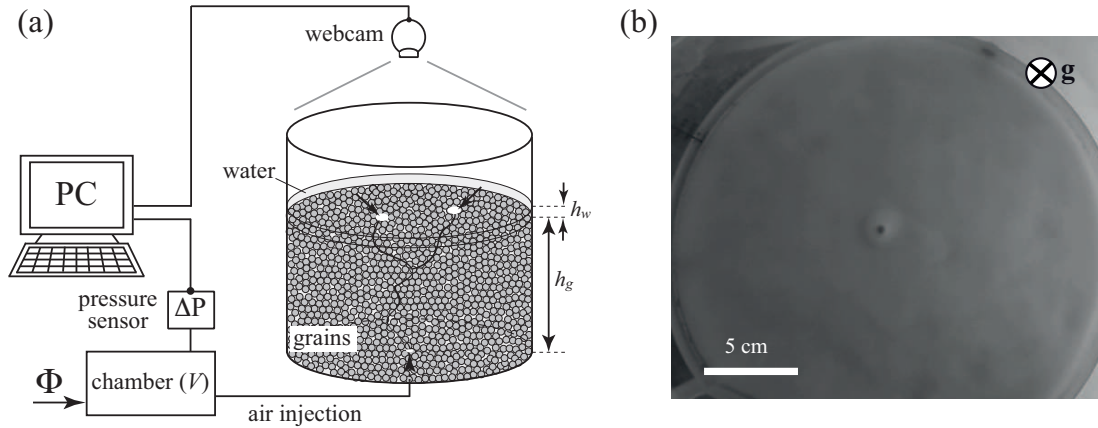 (a)
webcam
water
PC
h_w
h_g
pressure
sensor
ΔP
grains
Φ
chamber (V)
air injection
(b)
g
5 cm